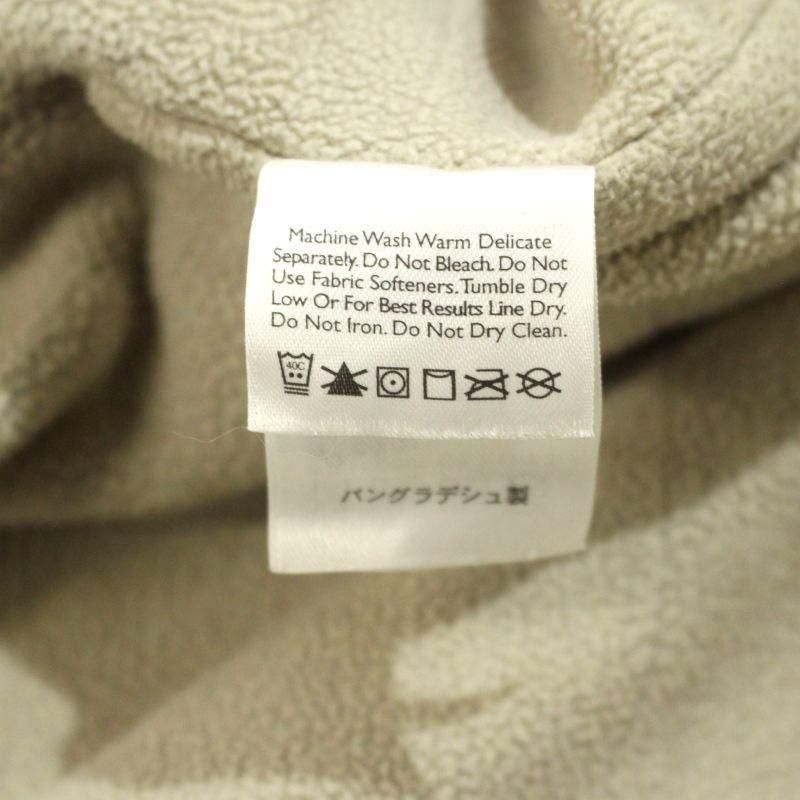 Machine Wash Warm Delicate
Separately. Do Not Bleach. Do Not
Use Fabric Softeners. Tumble Dry
Low Or For Best Results Line Dry.
Do Not Iron. Do Not Dry Clean.
40C
バングラデシュ製